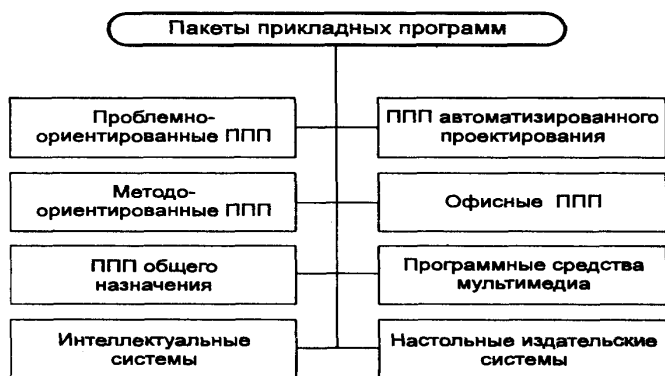 Пакеты прикладных программ
Проблемно-
ориентированные ППП
ППП автоматизированного
проектирования
Методо-
ориентированные ППП
Офисные ППП
ППП общего
назначения
Программные средства
мультимедиа
Интеллектуальные
системы
Настольные издательские
системы